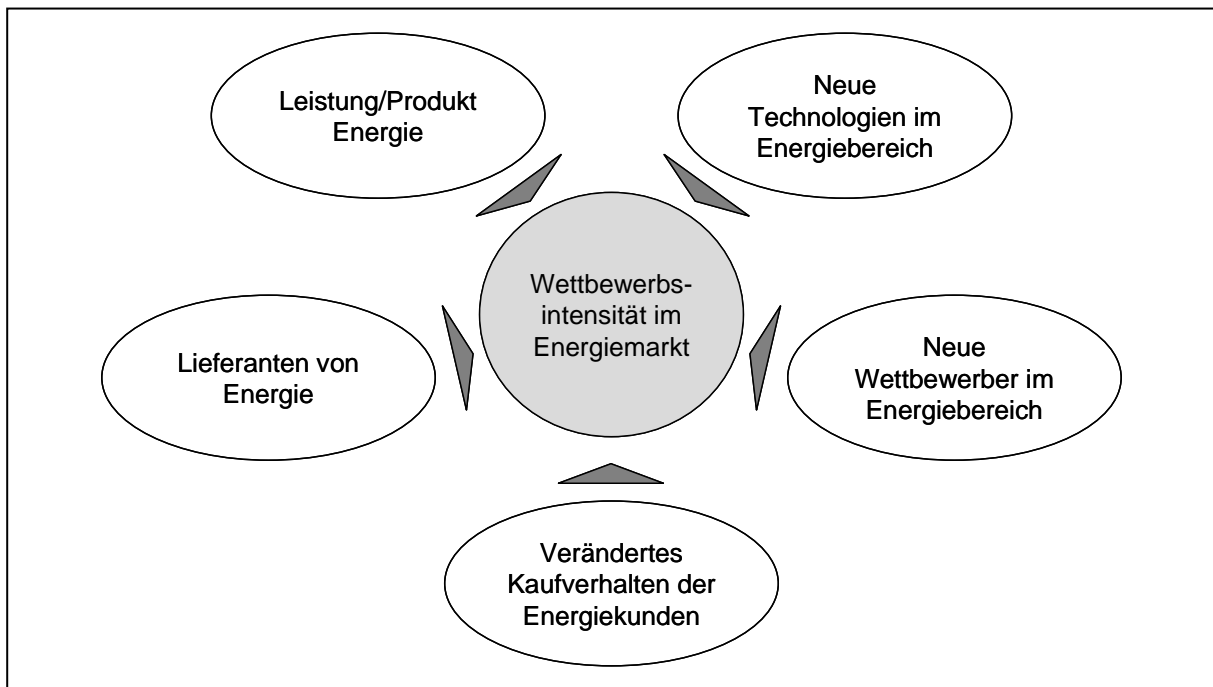 Leistung/Produkt
Energie
Neue
Technologien im
Energiebereich
Wettbewerbs-
intensität im
Energiemarkt
Lieferanten von
Energie
Neue
Wettbewerber im
Energiebereich
Verändertes
Kaufverhalten der
Energiekunden